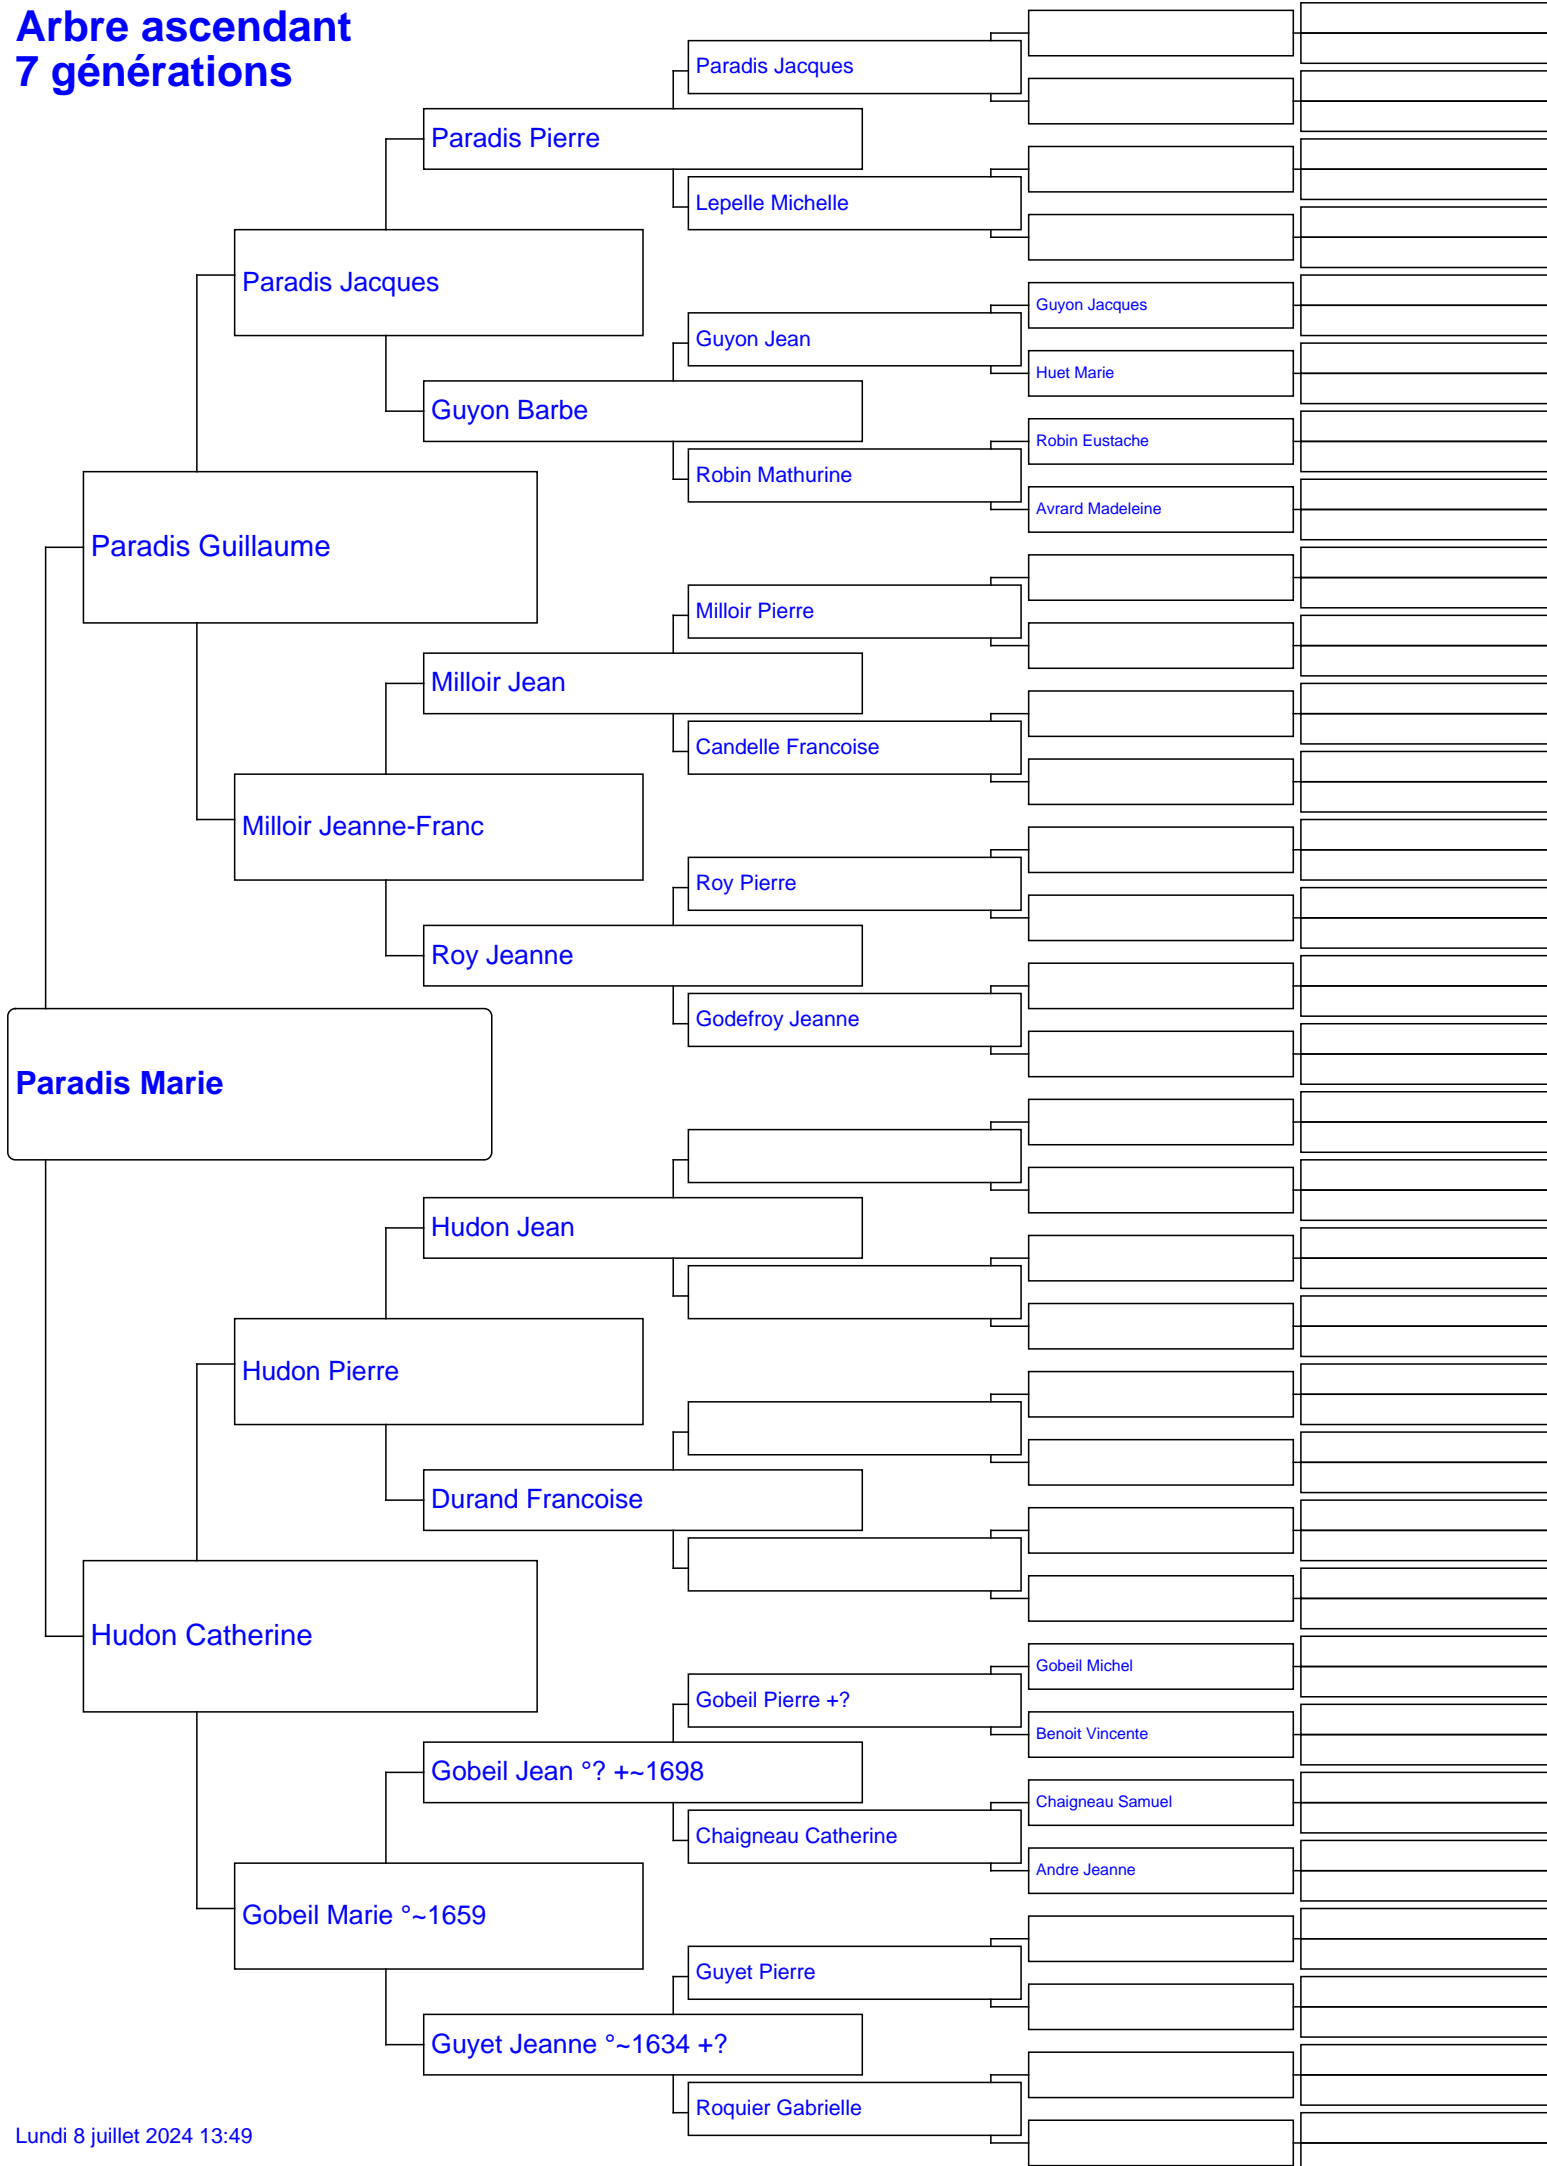 Arbre ascendant
7 générations
Paradis Jacques
Paradis Pierre
Lepelle Michelle
Paradis Jacques
Guyon Jacques
Guyon Jean
Huet Marie
Guyon Barbe
Robin Eustache
Robin Mathurine
Avrard Madeleine
Paradis Guillaume
Milloir Pierre
Milloir Jean
Candelle Francoise
Milloir Jeanne-Franc
Roy Pierre
Roy Jeanne
Godefroy Jeanne
Paradis Marie
Hudon Jean
Hudon Pierre
Durand Francoise
Hudon Catherine
Gobeil Michel
Gobeil Pierre +?
Benoit Vincente
Gobeil Jean °? +~1698
Chaigneau Samuel
Chaigneau Catherine
Andre Jeanne
Gobeil Marie °~1659
Guyet Pierre
Guyet Jeanne °~1634 +?
Roquier Gabrielle
Lundi 8 juillet 2024 13:49